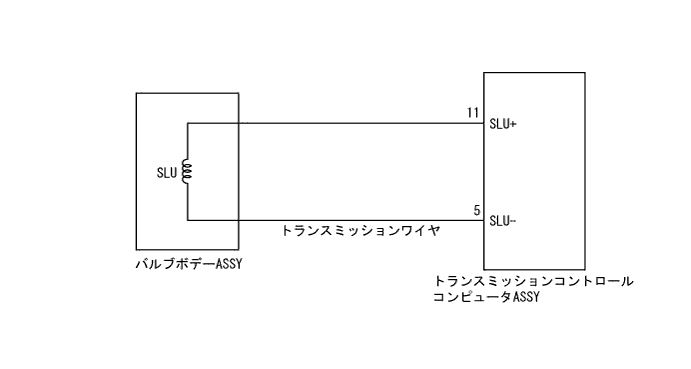 11
SLU+
SLU
5
SLU-
トランスミッションワイヤ
バルブボデーASSY
トランスミッションコントロール
コンピュータASSY